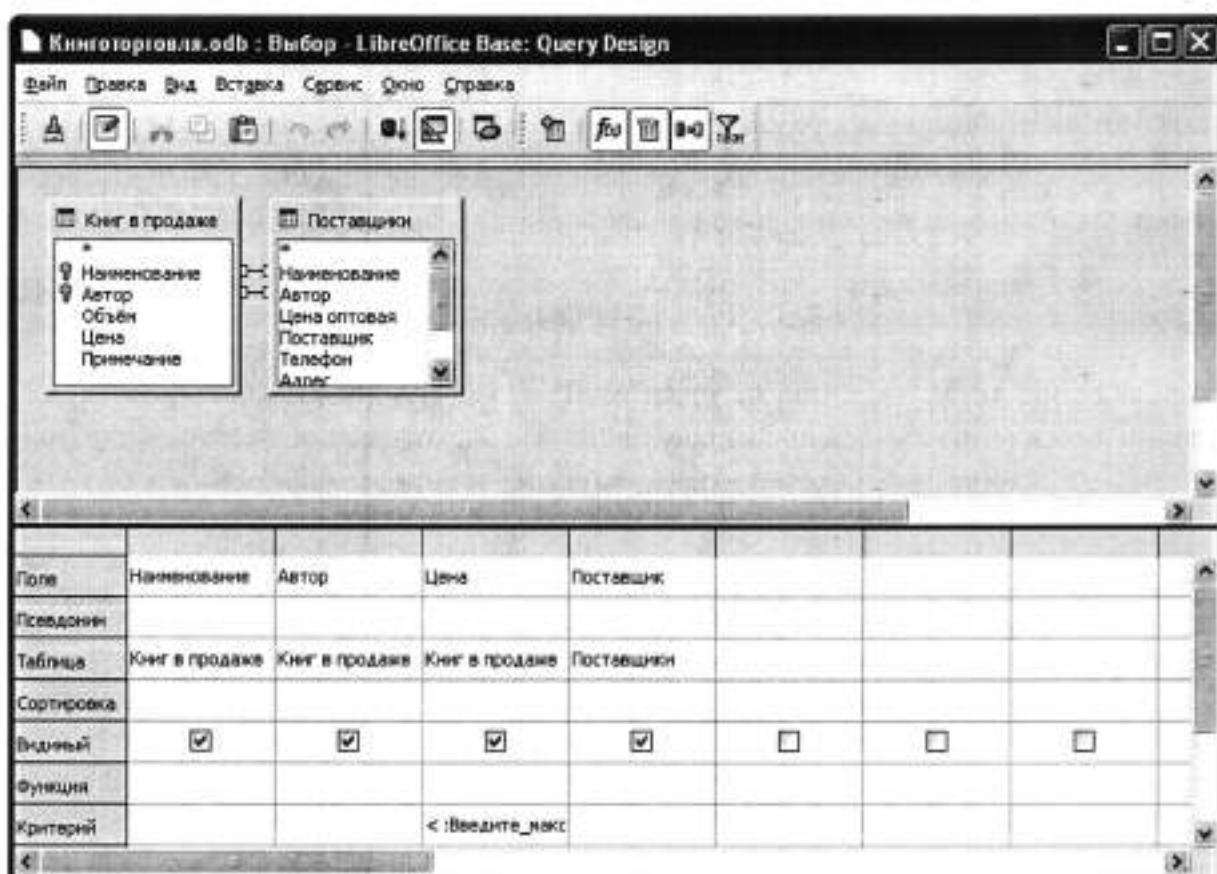 Книготорговля.odb : Выбор - LibreOffice Base: Query Design
Файл Правка Вид Вставка Сервис Окно Справка
Книг в продаже Поставщики
* *
Наименование Наименование
Автор Автор
Объём Цена оптовая
Цена Поставщик
Примечание Телефон
Адрес
Поле Наименование Автор Цена Поставщик
Псевдоним
Таблица Книг в продаже Книг в продаже Книг в продаже Поставщики
Сортировка
Видимый
Функция
Критерий < :Введите_макс